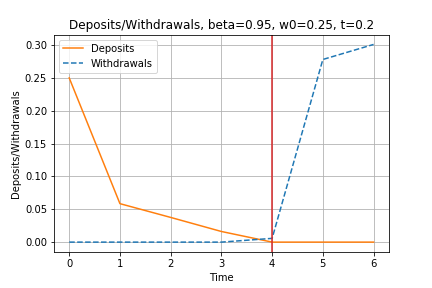 Deposits/Withdrawals, beta=0.95, w0=0.25, t=0.2
Deposits
Withdrawals
Deposits/Withdrawals
0.30
0.25
0.20
0.15
0.10
0.05
0.00
0 1 2 3 4 5 6
Time